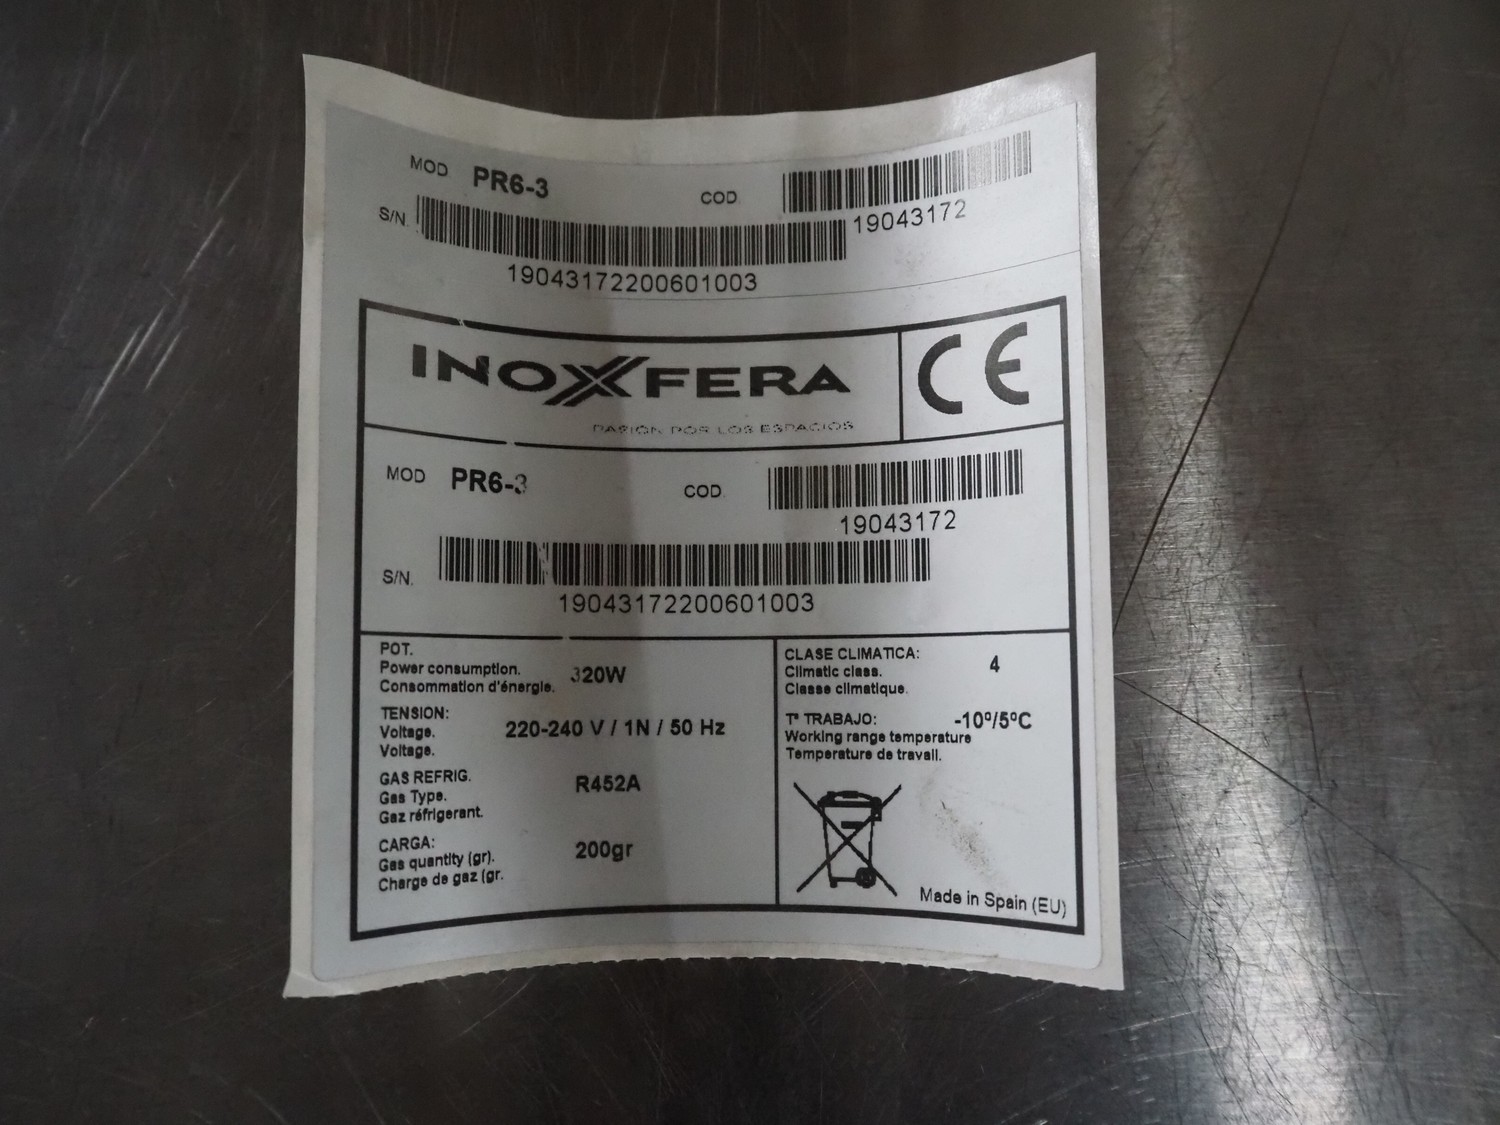 MOD PR6-3 COD.
19043172
S/N.
190431722200601003
INOXFERA
PASIÓN POR LOS ESPACIOS
CE
MOD PR6-3 COD.
19043172
S/N.
190431722200601003
POT.
Power consumption. 320W
Consommation d'énergie.
TENSION:
Voltage. 220-240 V / 1N / 50 Hz
Voltage.
GAS REFRIG.
Gas Type. R452A
Gaz réfrigerant.
CARGA:
Gas quantity (gr). 200gr
Charge de gaz (gr.
CLASE CLIMATICA: 4
Climatic class.
Classe climatique.
Tª TRABAJO: -10º/5ºC
Working range temperature
Temperature de travail.
Made in Spain (EU)